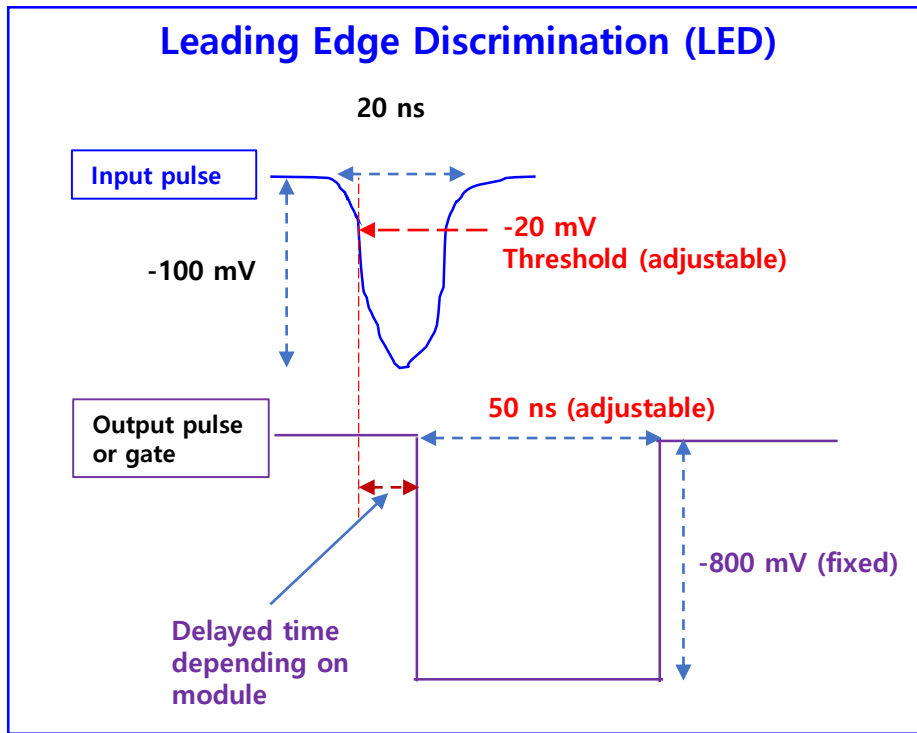 Leading Edge Discrimination (LED)
20 ns
Input pulse
-20 mV
Threshold (adjustable)
-100 mV
50 ns (adjustable)
Output pulse
or gate
-800 mV (fixed)
Delayed time
depending on
module